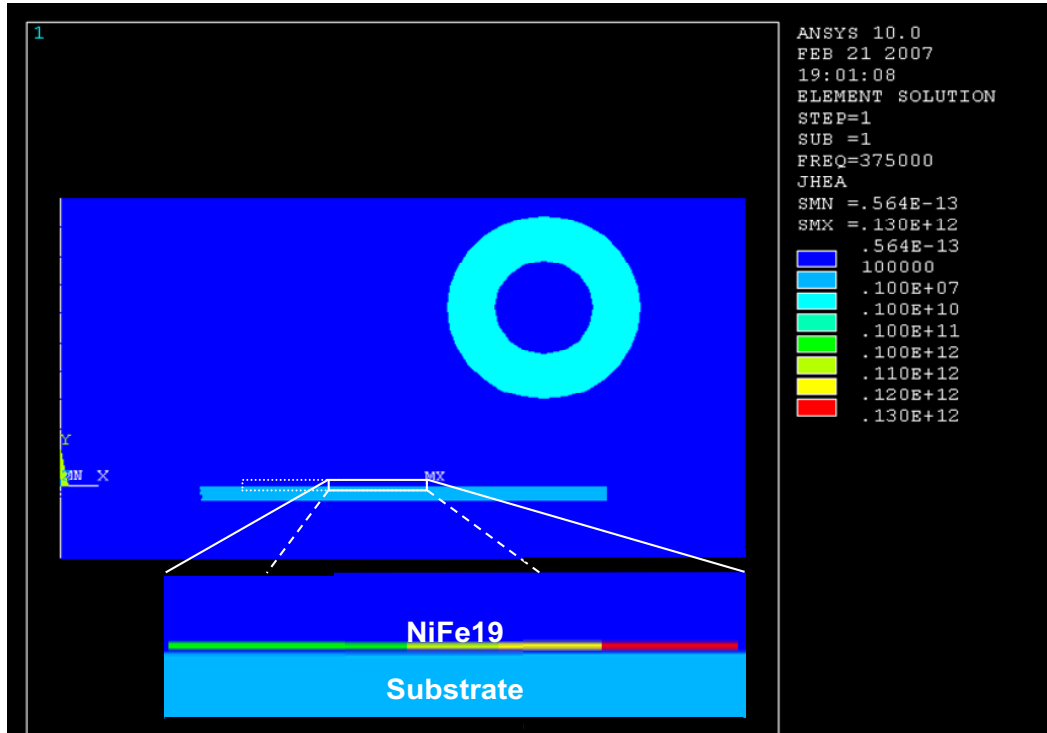 1
ANSYS 10.0
FEB 21 2007
19:01:08
ELEMENT SOLUTION
STEP=1
SUB =1
FREQ=375000
JHEA
SMN =.564E-13
SMX =.130E+12
.564E-13
100000
.100E+07
.100E+10
.100E+11
.100E+12
.110E+12
.120E+12
.130E+12
Y
X
MX
NiFe19
Substrate